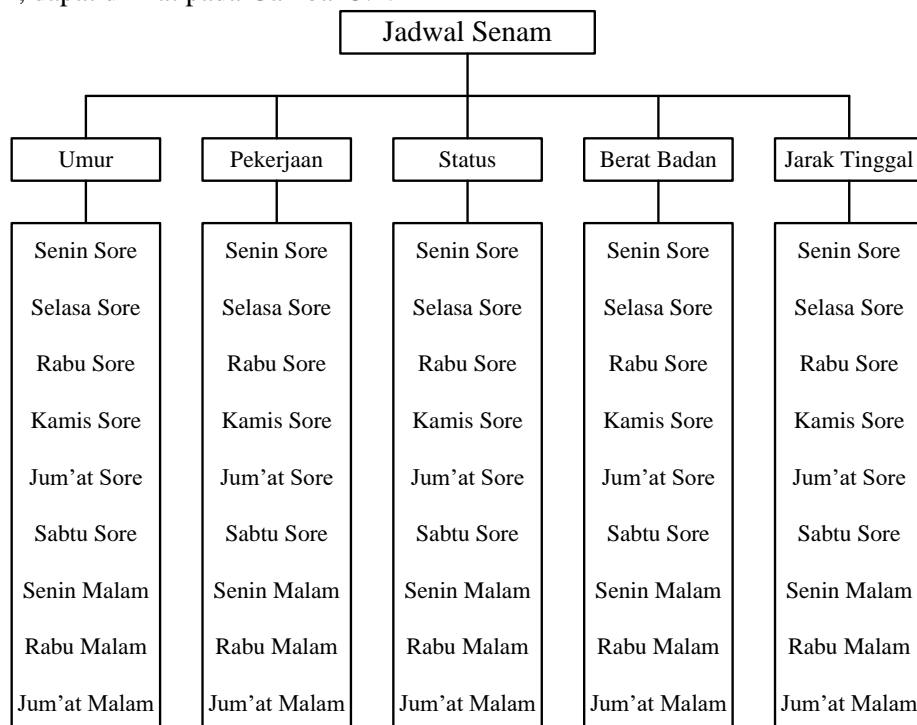 Jadwal Senam
Umur Pekerjaan Status Berat Badan Jarak Tinggal
Senin Sore Senin Sore Senin Sore Senin Sore Senin Sore
Selasa Sore Selasa Sore Selasa Sore Selasa Sore Selasa Sore
Rabu Sore Rabu Sore Rabu Sore Rabu Sore Rabu Sore
Kamis Sore Kamis Sore Kamis Sore Kamis Sore Kamis Sore
Jum’at Sore Jum’at Sore Jum’at Sore Jum’at Sore Jum’at Sore
Sabtu Sore Sabtu Sore Sabtu Sore Sabtu Sore Sabtu Sore
Senin Malam Senin Malam Senin Malam Senin Malam Senin Malam
Rabu Malam Rabu Malam Rabu Malam Rabu Malam Rabu Malam
Jum’at Malam Jum’at Malam Jum’at Malam Jum’at Malam Jum’at Malam